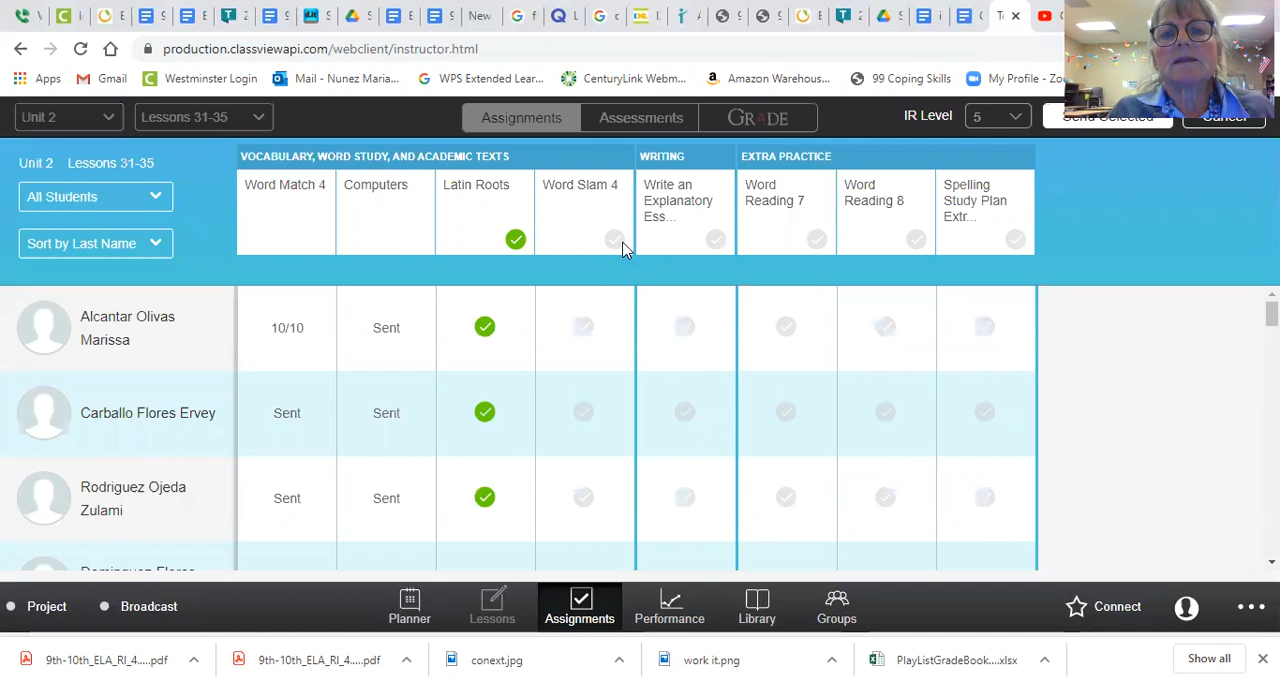 New
production.classviewapi.com/webclient/instructor.html
Apps Gmail Westminster Login Mail - Nunez Maria... WPS Extended Lear... CenturyLink Webm... Amazon Warehous... 99 Coping Skills My Profile - Zo
Unit 2 Lessons 31-35 Assignments Assessments GRADE IR Level 5 Send Selected Cancel
Unit 2 Lessons 31-35
VOCABULARY, WORD STUDY, AND ACADEMIC TEXTS WRITING EXTRA PRACTICE
Word Match 4 Computers Latin Roots Word Slam 4 Write an Word Word Spelling
Explanatory Reading 7 Reading 8 Study Plan
Ess... Extr...
All Students
Sort by Last Name
Alcantar Olivas
Marissa
10/10 Sent
Carballo Flores Ervey Sent Sent
Rodriguez Ojeda
Zulami
Sent Sent
Dominguez Flores
Project Broadcast Planner Lessons Assignments Performance Library Groups Connect
9th-10th_ELA_RI_4.....pdf 9th-10th_ELA_RI_4.....pdf conext.jpg work it.png PlayListGradeBook....xlsx Show all